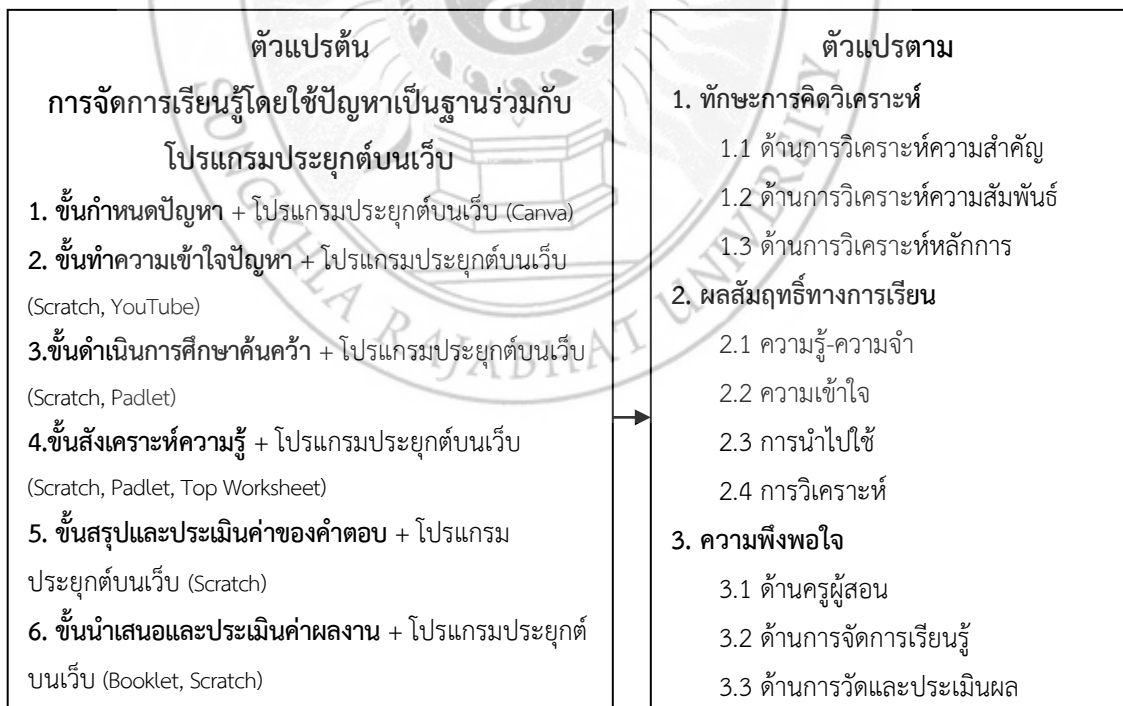 ตัวแปรต้น
การจัดการเรียนรู้โดยใช้ปัญหาเป็นฐานร่วมกับ
โปรแกรมประยุกต์บนเว็บ
1. ขั้นกำหนดปัญหา + โปรแกรมประยุกต์บนเว็บ (Canva)
2. ขั้นทำความเข้าใจปัญหา + โปรแกรมประยุกต์บนเว็บ
(Scratch, YouTube)
3.ขั้นดำเนินการศึกษาค้นคว้า + โปรแกรมประยุกต์บนเว็บ
(Scratch, Padlet)
4.ขั้นสังเคราะห์ความรู้ + โปรแกรมประยุกต์บนเว็บ
(Scratch, Padlet, Top Worksheet)
5. ขั้นสรุปและประเมินค่าของคำตอบ + โปรแกรม
ประยุกต์บนเว็บ (Scratch)
6. ขั้นนำเสนอและประเมินค่าผลงาน + โปรแกรมประยุกต์
บนเว็บ (Booklet, Scratch)
ตัวแปรตาม
1. ทักษะการคิดวิเคราะห์
1.1 ด้านการวิเคราะห์ความสำคัญ
1.2 ด้านการวิเคราะห์ความสัมพันธ์
1.3 ด้านการวิเคราะห์หลักการ
2. ผลสัมฤทธิ์ทางการเรียน
2.1 ความรู้-ความจำ
2.2 ความเข้าใจ
2.3 การนำไปใช้
2.4 การวิเคราะห์
3. ความพึงพอใจ
3.1 ด้านครูผู้สอน
3.2 ด้านการจัดการเรียนรู้
3.3 ด้านการวัดและประเมินผล
SONGKHLA RAJABHAT UNIVERSITY